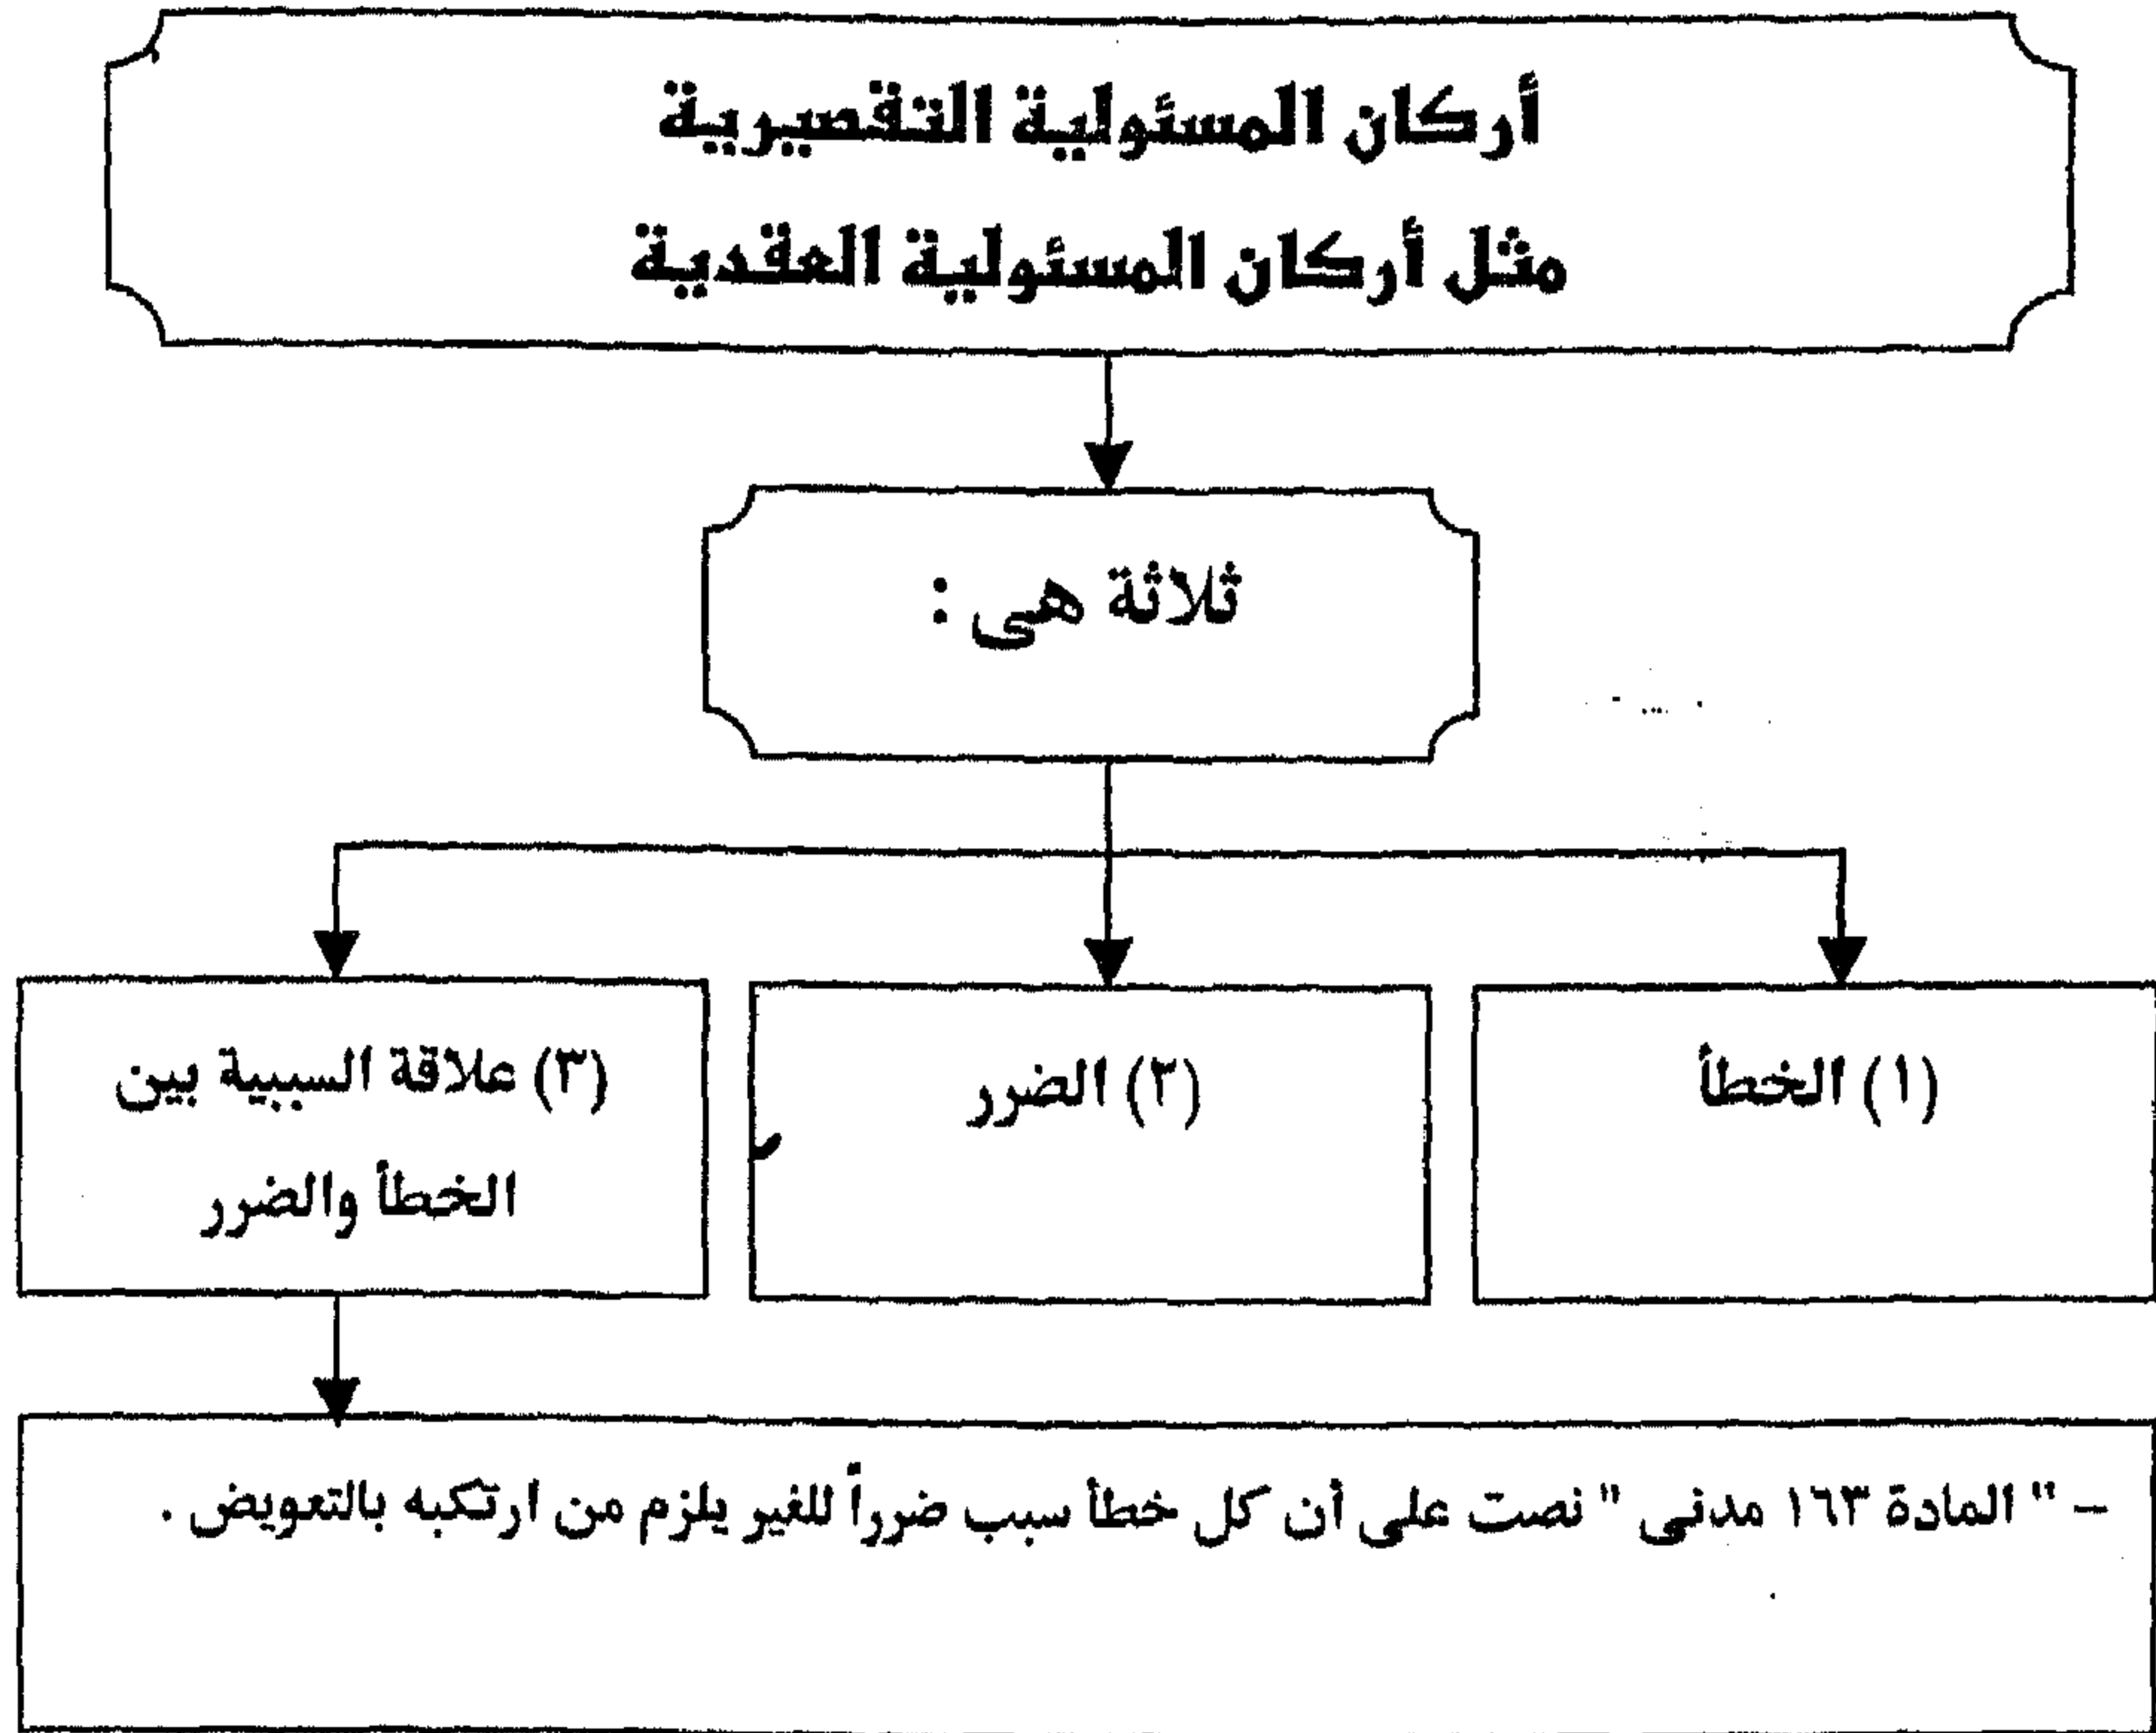 أركان المسئولية التقصيرية
مثل أركان المسئولية العقدية
ثلاثة هى :
(١) الخطأ
(٢) الضرر
(٣) علاقة السببية بين
الخطأ والضرر
– " المادة ١٦٣ مدنى " نصت على أن كل خطأ سبب ضرراً للغير يلزم من ارتكبه بالتعويض .